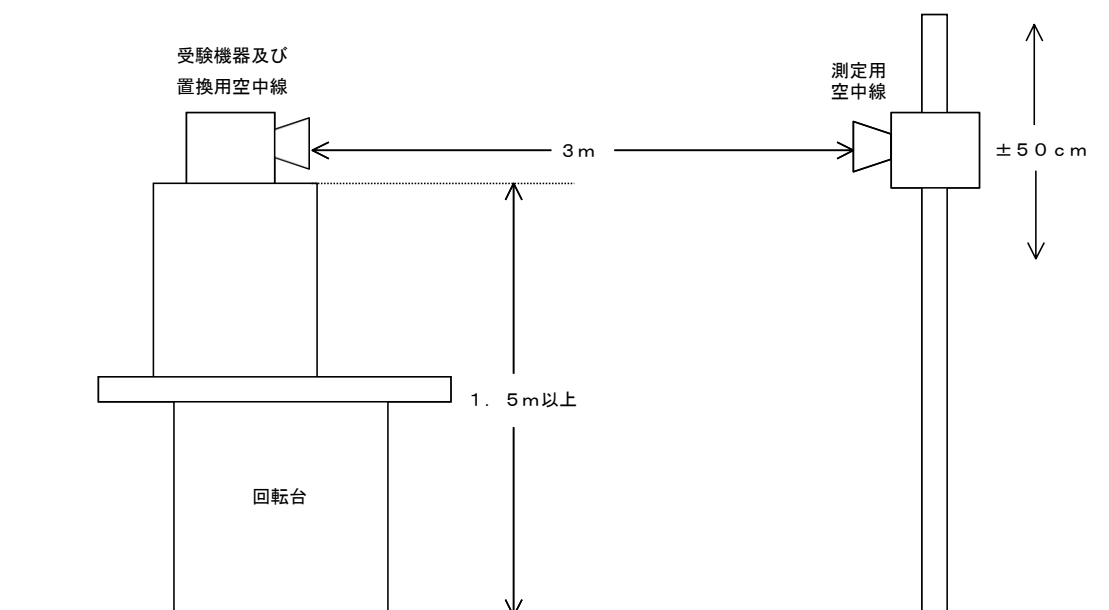 受験機器及び
置換用空中線
測定用
空中線
3m
±50cm
1.5m以上
回転台